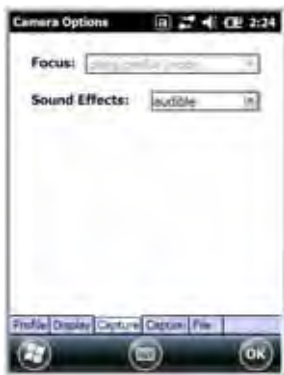 Camera Options 2:24
Focus:
Sound Effects: audible
Profile Display Capture Caption File
OK